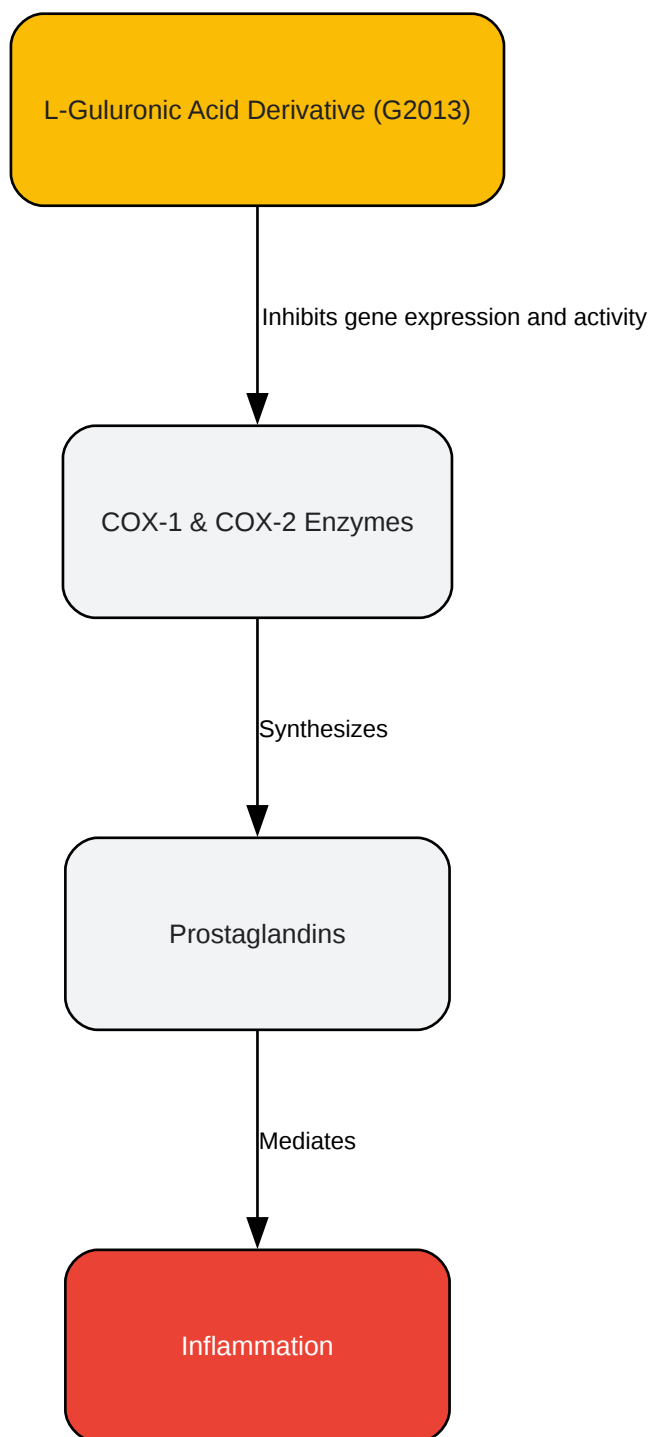 L-Guluronic Acid Derivative (G2013)
Inhibits gene expression and activity
COX-1 & COX-2 Enzymes
Synthesizes
Prostaglandins
Mediates
Inflammation